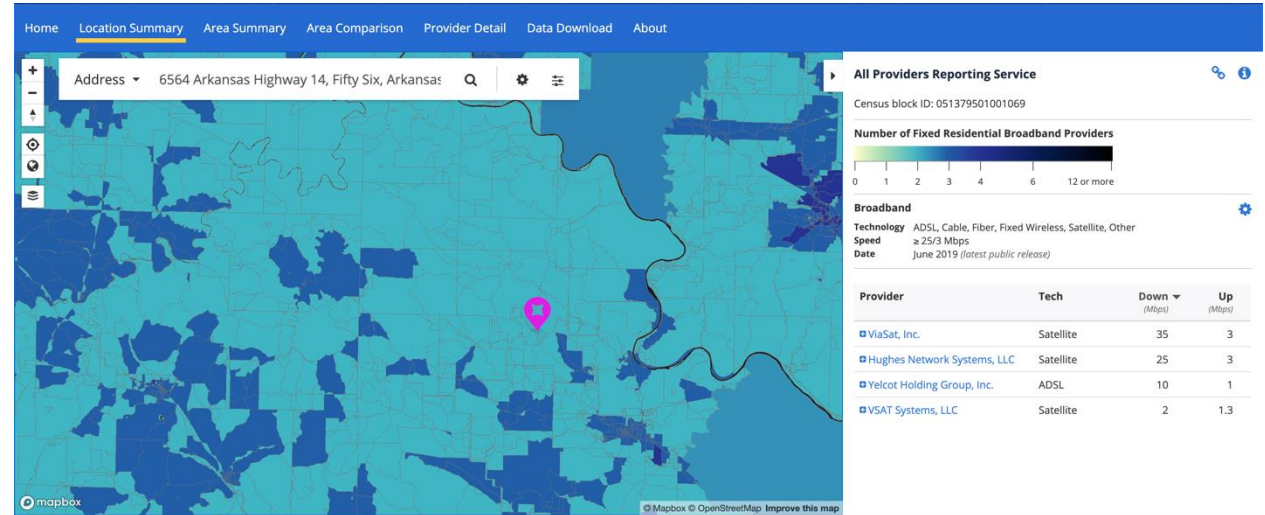 Home Location Summary Area Summary Area Comparison Provider Detail Data Download About
Address 6564 Arkansas Highway 14, Fifty Six, Arkansas
All Providers Reporting Service
Census block ID: 051379501001069
Number of Fixed Residential Broadband Providers
0 1 2 3 4 6 12 or more
Broadband
Technology ADSL, Cable, Fiber, Fixed Wireless, Satellite, Other
Speed ≥ 25/3 Mbps
Date June 2019 (latest public release)
Provider Tech Down Up
(Mbps) (Mbps)
ViaSat, Inc. Satellite 35 3
Hughes Network Systems, LLC Satellite 25 3
Yelcot Holding Group, Inc. ADSL 10 1
VSAT Systems, LLC Satellite 2 1.3
mapbox
© Mapbox © OpenStreetMap Improve this map